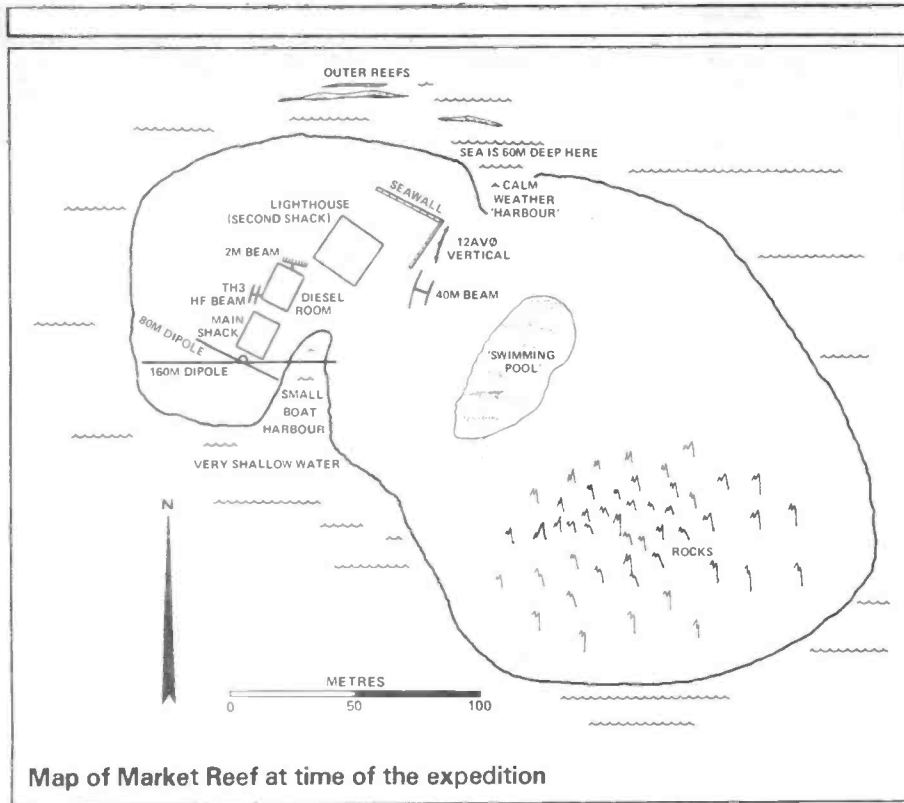 OUTER REEFS
SEA IS 60M DEEP HERE
CALM
WEATHER
'HARBOUR'
SEAWALL
LIGHTHOUSE
(SECOND SHACK)
12AVØ
VERTICAL
2M BEAM
TH3
HF BEAM
DIESEL
ROOM
40M BEAM
MAIN
SHACK
80M DIPOLE
160M DIPOLE
'SWIMMING
POOL'
SMALL
BOAT
HARBOUR
VERY SHALLOW WATER
N
ROCKS
METRES
0 50 100
Map of Market Reef at time of the expedition